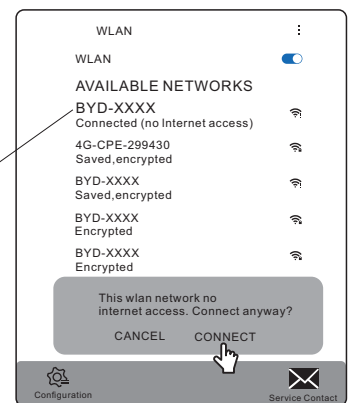 WLAN
WLAN
AVAILABLE NETWORKS
BYD-XXXX
Connected (no Internet access)
4G-CPE-299430
Saved,encrypted
BYD-XXXX
Saved,encrypted
BYD-XXXX
Encrypted
BYD-XXXX
Encrypted
This wlan network no
internet access. Connect anyway?
CANCEL CONNECT
Configuration Service Contact